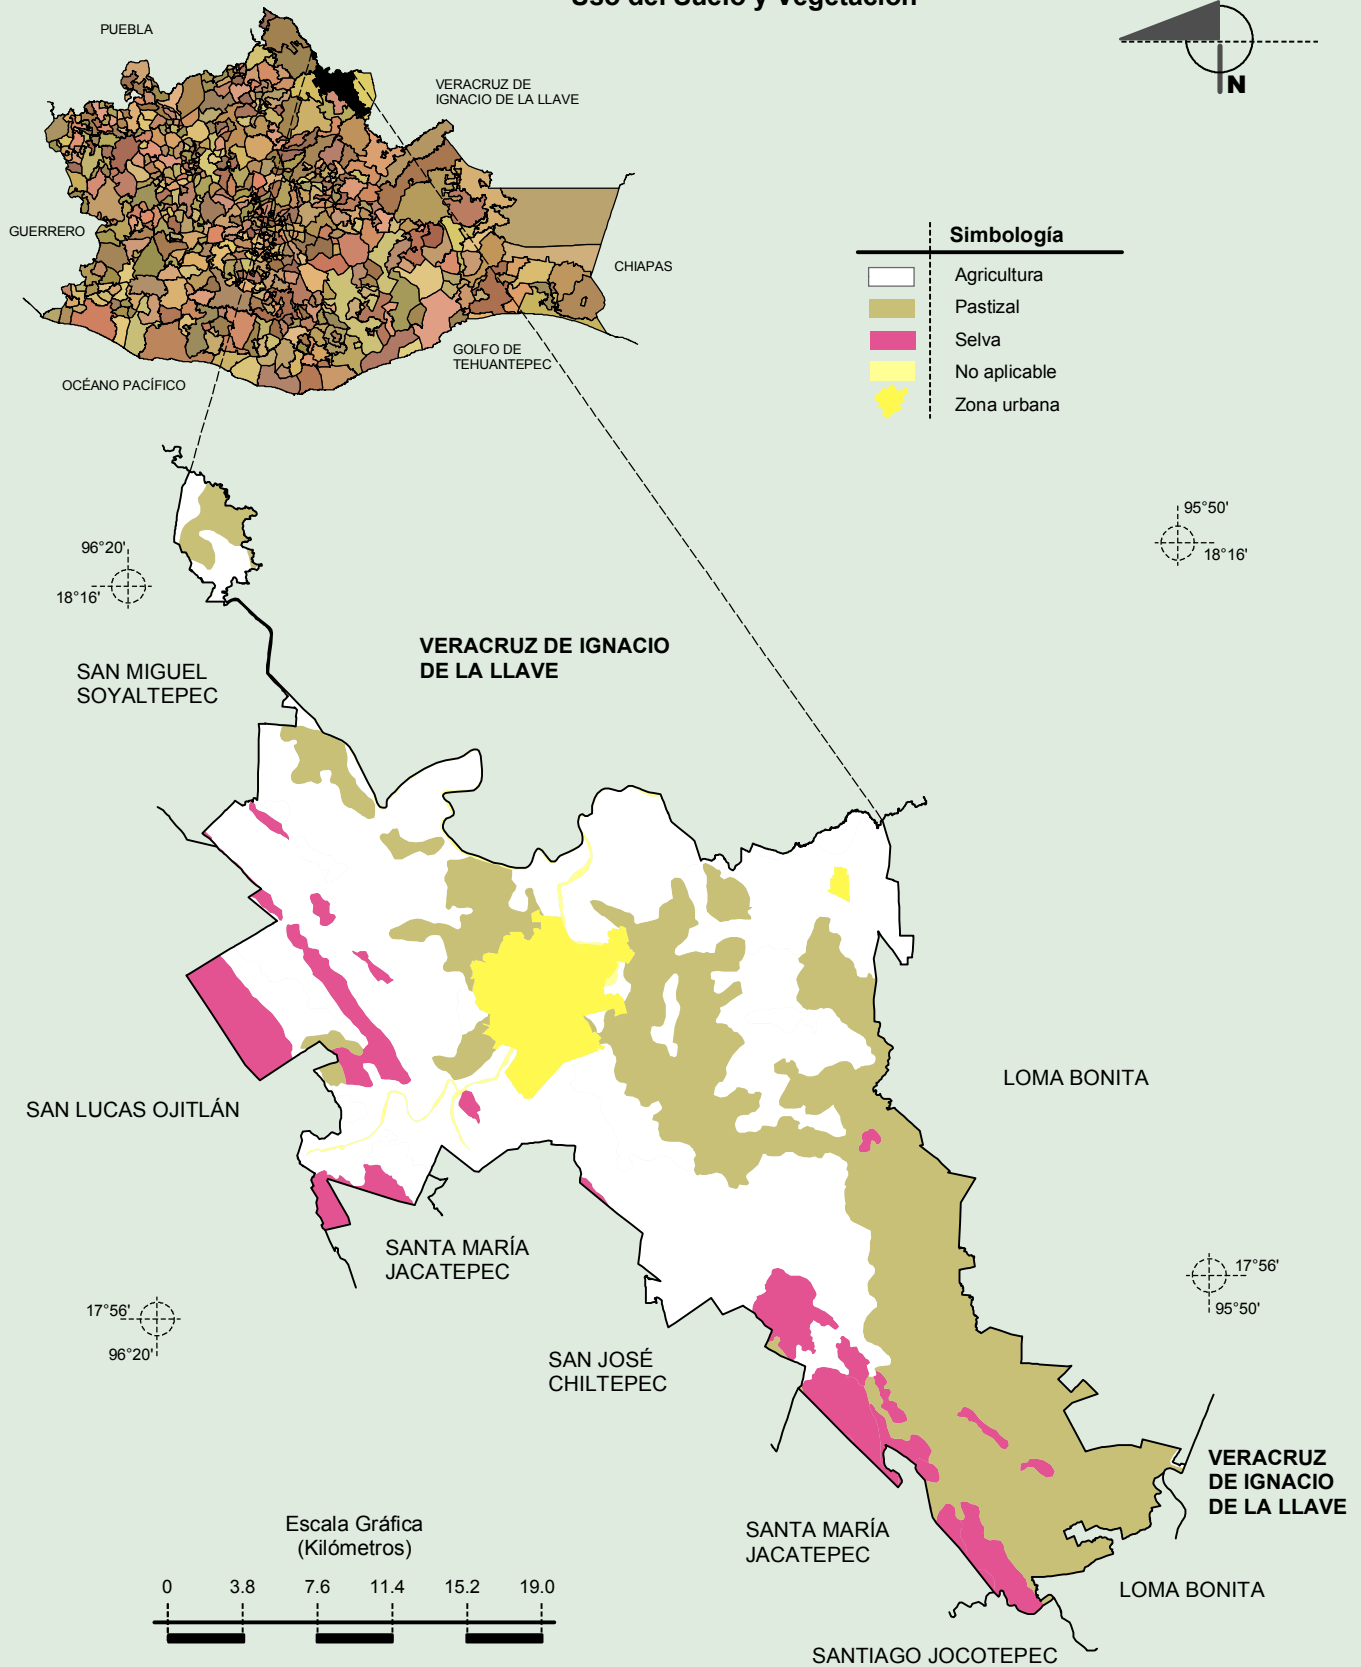 Uso del Suelo y Vegetación
PUEBLA
VERACRUZ DE
IGNACIO DE LA LLAVE
N
GUERRERO
CHIAPAS
GOLFO DE
TEHUANTEPEC
OCÉANO PACÍFICO
Simbología
Agricultura
Pastizal
Selva
No aplicable
Zona urbana
96°20'
18°16'
95°50'
18°16'
SAN MIGUEL
SOYALTEPEC
VERACRUZ DE IGNACIO
DE LA LLAVE
LOMA BONITA
SAN LUCAS OJITLÁN
SANTA MARÍA
JACATEPEC
17°56'
96°20'
17°56'
95°50'
SAN JOSÉ
CHILTEPEC
VERACRUZ
DE IGNACIO
DE LA LLAVE
SANTA MARÍA
JACATEPEC
LOMA BONITA
SANTIAGO JOCOTEPEC
Escala Gráfica
(Kilómetros)
0 3.8 7.6 11.4 15.2 19.0